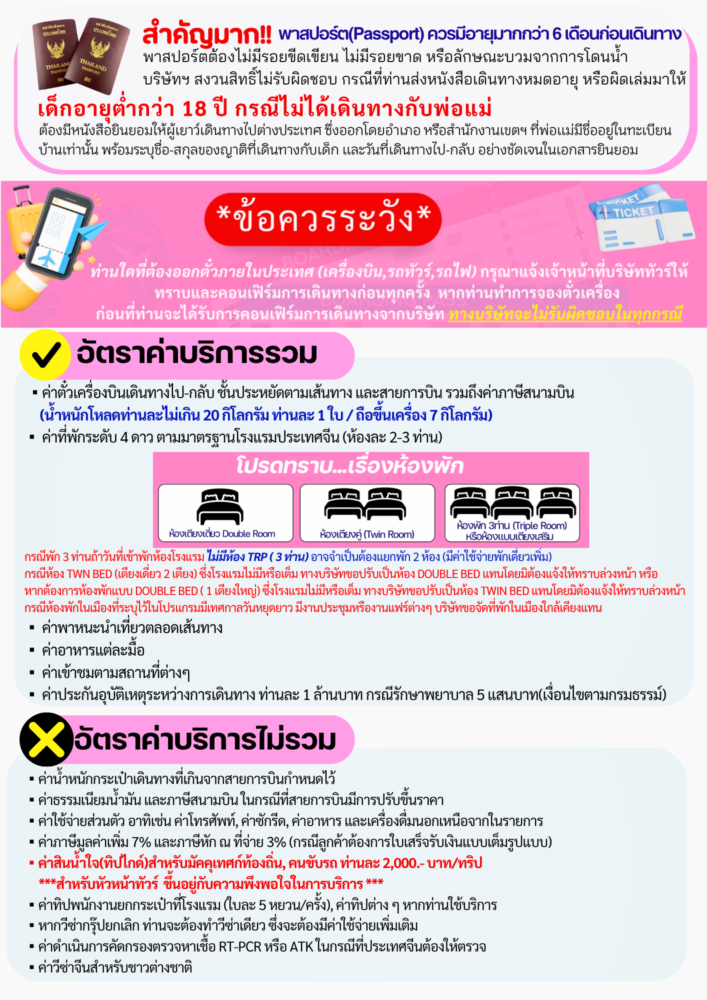 หนังสือเดินทาง
ประเทศไทย
THAILAND
PASSPORT
หนังสือเดินทาง
ประเทศไทย
THAILAND
PASSPORT
สำคัญมาก!! พาสปอร์ต(Passport) ควรมีอายุมากกว่า 6 เดือนก่อนเดินทาง
พาสปอร์ตต้องไม่มีรอยขีดเขียน ไม่มีรอยขาด หรือลักษณะบวมจากการโดนน้ำ
บริษัทฯ สงวนสิทธิ์ไม่รับผิดชอบ กรณีที่ท่านส่งหนังสือเดินทางหมดอายุ หรือผิดเล่มมาให้
เด็กอายุต่ำกว่า 18 ปี กรณีไม่ได้เดินทางกับพ่อแม่
ต้องมีหนังสือยินยอมให้ผู้เยาว์เดินทางไปต่างประเทศ ซึ่งออกโดยอำเภอ หรือสำนักงานเขตฯ ที่พ่อแม่มีชื่ออยู่ในทะเบียน
บ้านเท่านั้น พร้อมระบุชื่อ-สกุลของญาติที่เดินทางกับเด็ก และวันที่เดินทางไป-กลับ อย่างชัดเจนในเอกสารยินยอม
*ข้อควรระวัง*
TICKET
TICKET
ท่านใดที่ต้องออกตั๋วภายในประเทศ (เครื่องบิน,รถทัวร์,รถไฟ) กรุณาแจ้งเจ้าหน้าที่บริษัททัวร์ให้
ทราบและคอนเฟิร์มการเดินทางก่อนทุกครั้ง หากท่านทำการจองตั๋วเครื่อง
BOARDING PASS
ก่อนที่ท่านจะได้รับการคอนเฟิร์มการเดินทางจากบริษัท ทางบริษัทจะไม่รับผิดชอบในทุกกรณี
อัตราค่าบริการรวม
▪ ค่าตั๋วเครื่องบินเดินทางไป-กลับ ชั้นประหยัดตามเส้นทาง และสายการบิน รวมถึงค่าภาษีสนามบิน
(น้ำหนักโหลดท่านละไม่เกิน 20 กิโลกรัม ท่านละ 1 ใบ / ถือขึ้นเครื่อง 7 กิโลกรัม)
▪ ค่าที่พักระดับ 4 ดาว ตามมาตรฐานโรงแรมประเทศจีน (ห้องละ 2-3 ท่าน)
โปรดทราบ...เรื่องห้องพัก
ห้องเตียงเดี่ยว Double Room
ห้องเตียงคู่ (Twin Room)
ห้องพัก 3ท่าน (Triple Room)
หรือห้องแบบเตียงเสริม
กรณีพัก 3 ท่านถ้าวันที่เข้าพักห้องโรงแรม ไม่มีห้อง TRP ( 3 ท่าน) อาจจำเป็นต้องแยกพัก 2 ห้อง (มีค่าใช้จ่ายพักเดี่ยวเพิ่ม)
กรณีห้อง TWN BED (เตียงเดี่ยว 2 เตียง) ซึ่งโรงแรมไม่มีหรือเต็ม ทางบริษัทขอปรับเป็นห้อง DOUBLE BED แทนโดยมิต้องแจ้งให้ทราบล่วงหน้า หรือ
หากต้องการห้องพักแบบ DOUBLE BED ( 1 เตียงใหญ่) ซึ่งโรงแรมไม่มีหรือเต็ม ทางบริษัทขอปรับเป็นห้อง TWIN BED แทนโดยมิต้องแจ้งให้ทราบล่วงหน้า
กรณีห้องพักในเมืองที่ระบุไว้ในโปรแกรมมีเทศกาลวันหยุดยาว มีงานประชุมหรืองานแฟร์ต่างๆ บริษัทขอจัดที่พักในเมืองใกล้เคียงแทน
▪ ค่าพาหนะนำเที่ยวตลอดเส้นทาง
▪ ค่าอาหารแต่ละมื้อ
▪ ค่าเข้าชมตามสถานที่ต่างๆ
▪ ค่าประกันอุบัติเหตุระหว่างการเดินทาง ท่านละ 1 ล้านบาท กรณีรักษาพยาบาล 5 แสนบาท(เงื่อนไขตามกรมธรรม์)
อัตราค่าบริการไม่รวม
▪ ค่าน้ำหนักกระเป๋าเดินทางที่เกินจากสายการบินกำหนดไว้
▪ ค่าธรรมเนียมน้ำมัน และภาษีสนามบิน ในกรณีที่สายการบินมีการปรับขึ้นราคา
▪ ค่าใช้จ่ายส่วนตัว อาทิเช่น ค่าโทรศัพท์, ค่าซักรีด, ค่าอาหาร และเครื่องดื่มนอกเหนือจากในรายการ
▪ ค่าภาษีมูลค่าเพิ่ม 7% และภาษีหัก ณ ที่จ่าย 3% (กรณีลูกค้าต้องการใบเสร็จรับเงินแบบเต็มรูปแบบ)
▪ ค่าสินน้ำใจ(ทิปไกด์)สำหรับมัคคุเทศก์ท้องถิ่น, คนขับรถ ท่านละ 2,000.- บาท/ทริป
***สำหรับหัวหน้าทัวร์ ขึ้นอยู่กับความพึงพอใจในการบริการ ***
▪ ค่าทิปพนักงานยกกระเป๋าที่โรงแรม (ใบละ 5 หยวน/ครั้ง), ค่าทิปต่าง ๆ หากท่านใช้บริการ
▪ หากวีซ่ากรุ๊ปยกเลิก ท่านจะต้องทำวีซ่าเดียว ซึ่งจะต้องมีค่าใช้จ่ายเพิ่มเติม
▪ ค่าดำเนินการคัดกรองตรวจหาเชื้อ RT-PCR หรือ ATK ในกรณีที่ประเทศจีนต้องให้ตรวจ
▪ ค่าวีซ่าจีนสำหรับชาวต่างชาติ